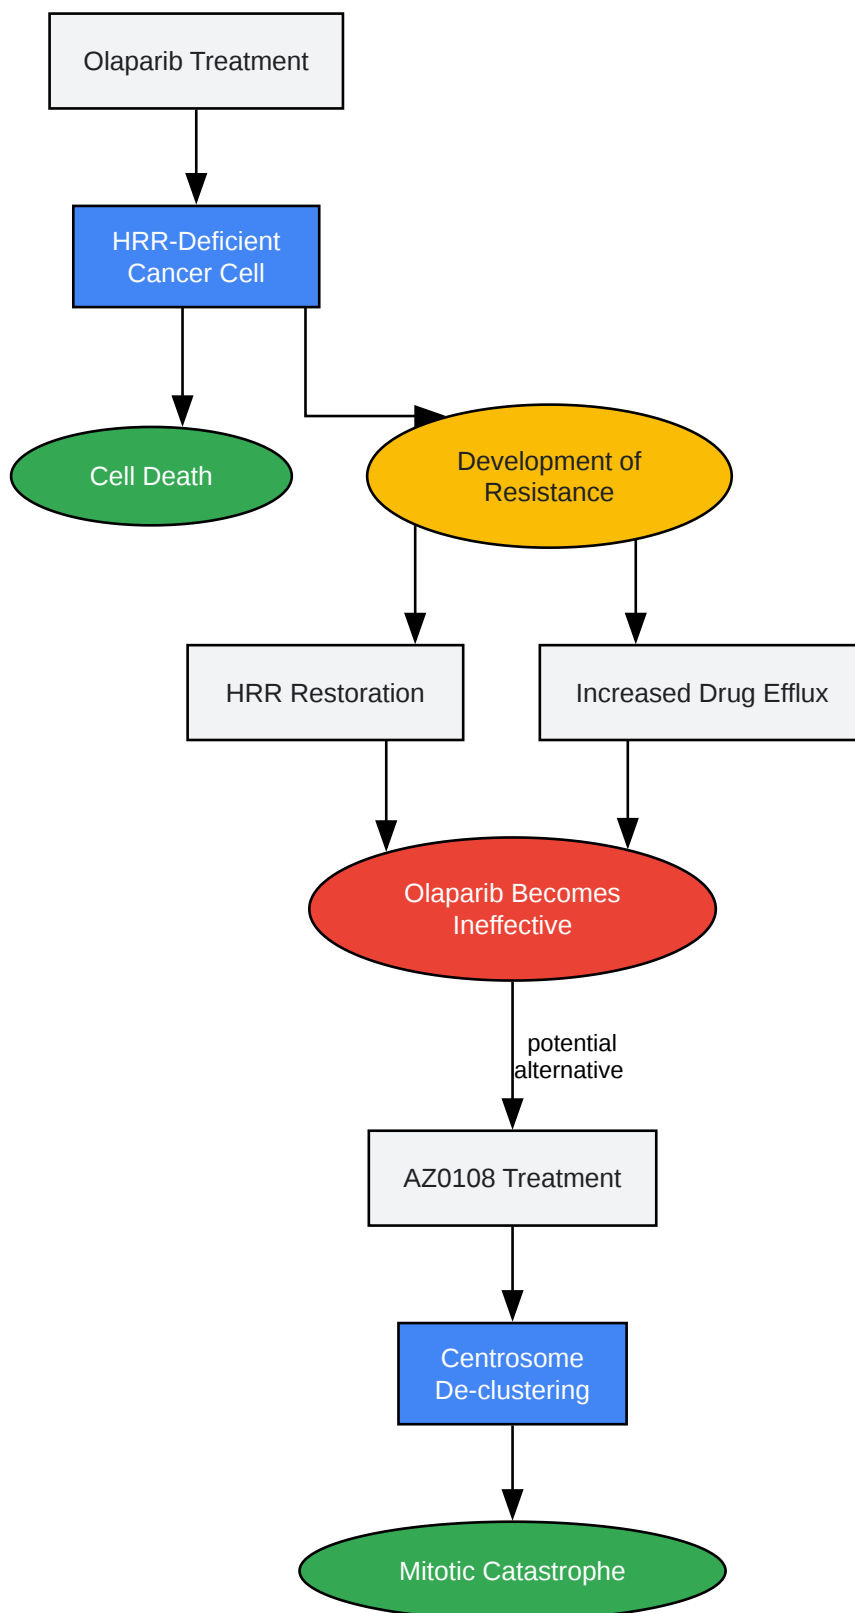 Olaparib Treatment
HRR-Deficient
Cancer Cell
Cell Death
Development of
Resistance
HRR Restoration
Increased Drug Efflux
Olaparib Becomes
Ineffective
potential
alternative
AZ0108 Treatment
Centrosome
De-clustering
Mitotic Catastrophe